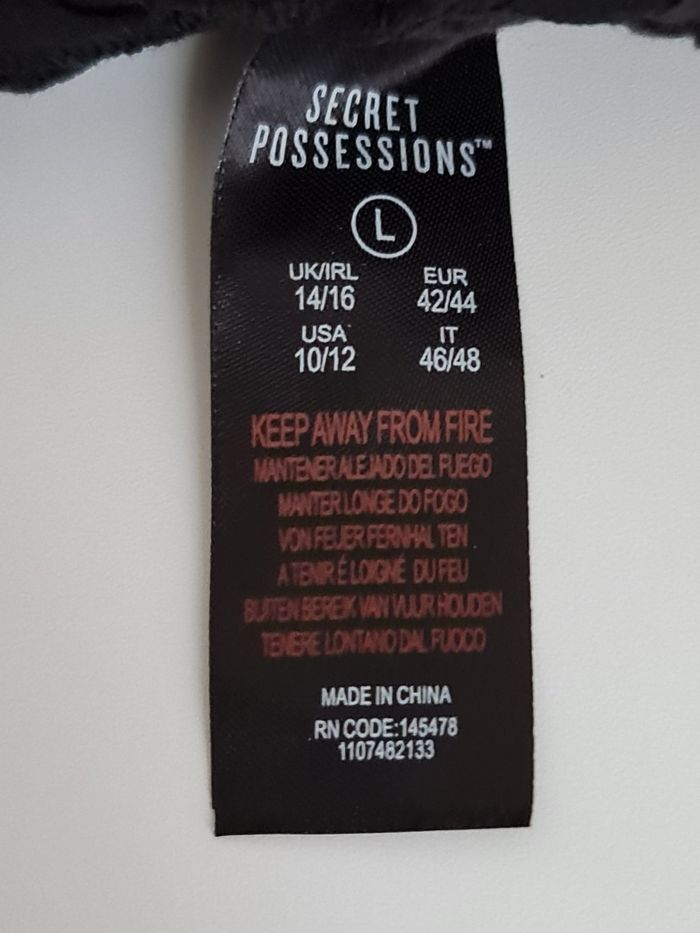 SECRET
POSSESSIONS™
L
UK/IRL EUR
14/16 42/44
USA IT
10/12 46/48
KEEP AWAY FROM FIRE
MANTENER ALEJADO DEL FUEGO
MANTER LONGE DO FOGO
VON FEUER FERNHAL TEN
A TENIR ÉLOIGNÉ DU FEU
BUITEN BEREIK VAN VUUR HOUDEN
TENERE LONTANO DAL FUOCO
MADE IN CHINA
RN CODE:145478
1107482133